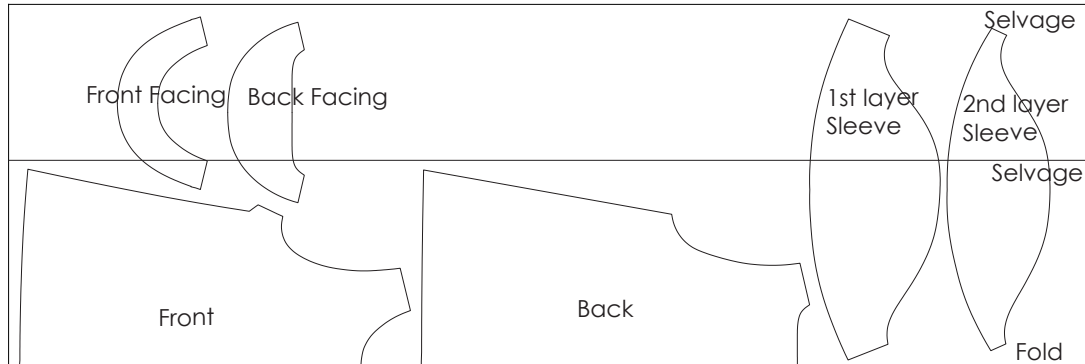 Selvage
Front Facing
Back Facing
1st layer
Sleeve
2nd layer
Sleeve
Selvage
Front
Back
Fold